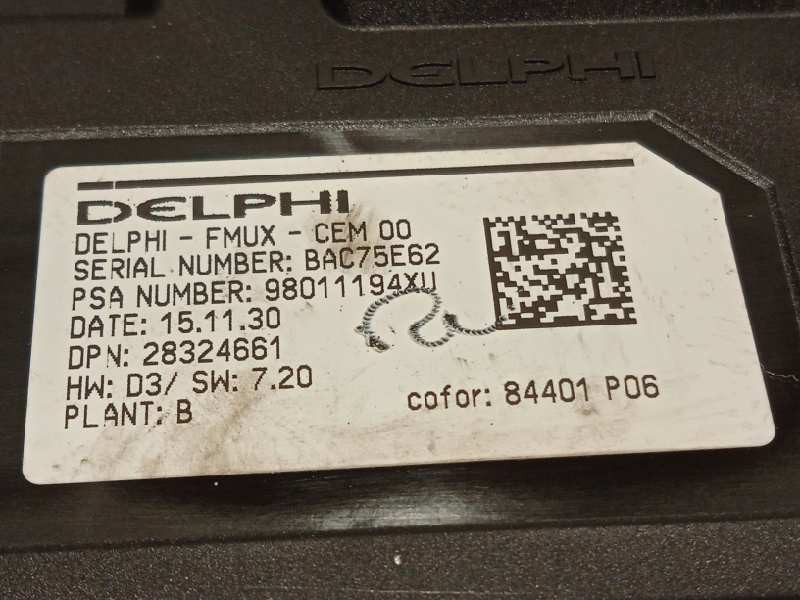 DELPHI
DELPHI
DELPHI - FMUX - CEM 00
SERIAL NUMBER: BAC75E62
PSA NUMBER: 98011194XU
DATE: 15.11.30
DPN: 28324661
HW: D3/ SW: 7.20
PLANT: B
cofor: 84401 P06